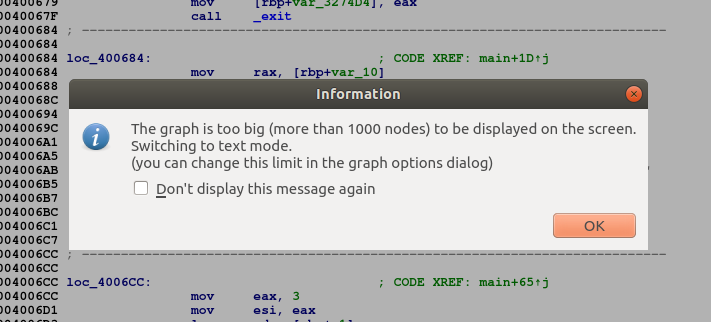 00400679 mov [rbp+var_3274D4], eax
0040067F call _exit
00400684 ; ---------------------------------------------------------------------------
00400684
00400684 loc_400684: ; CODE XREF: main+1D↑j
00400684 mov rax, [rbp+var_10]
00400688
0040068C
00400694
0040069C
004006A1
004006A5
004006AB
004006B5
004006B7
004006BC
004006C1
004006C7
Information
The graph is too big (more than 1000 nodes) to be displayed on the screen.
Switching to text mode.
(you can change this limit in the graph options dialog)
Don't display this message again
OK
004006CC ; ---------------------------------------------------------------------------
004006CC
004006CC loc_4006CC: ; CODE XREF: main+65↑j
004006CC mov eax, 3
004006D1 mov esi, eax